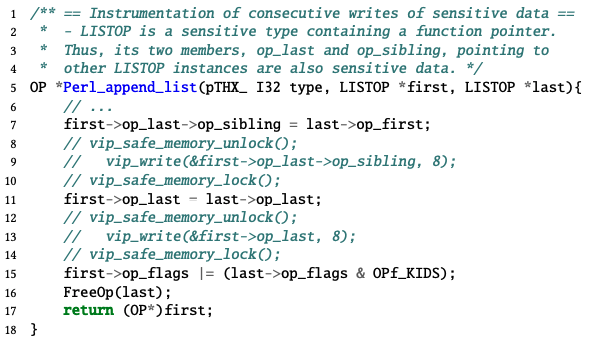 1 /** == Instrumentation of consecutive writes of sensitive data ==
2  *  - LISTOP is a sensitive type containing a function pointer.
3  *  Thus, its two members, op_last and op_sibling, pointing to
4  *  other LISTOP instances are also sensitive data. */
5 OP *Perl_append_list(pTHX_ I32 type, LISTOP *first, LISTOP *last){
6     // ...
7     first->op_last->op_sibling = last->op_first;
8     // vip_safe_memory_unlock();
9     //   vip_write(&first->op_last->op_sibling, 8);
10     // vip_safe_memory_lock();
11     first->op_last = last->op_last;
12     // vip_safe_memory_unlock();
13     //   vip_write(&first->op_last, 8);
14     // vip_safe_memory_lock();
15     first->op_flags |= (last->op_flags & OPf_KIDS);
16     FreeOp(last);
17     return (OP*)first;
18 }